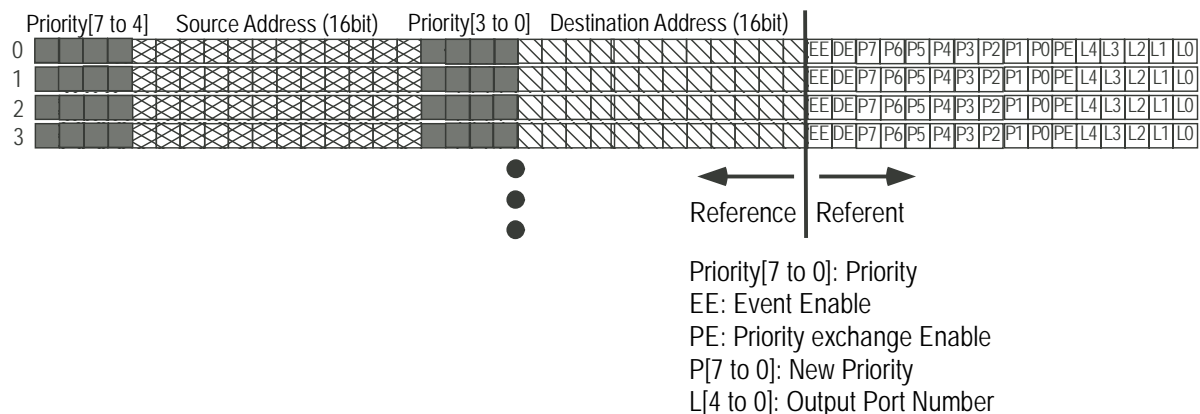 Priority[7 to 4] Source Address (16bit) Priority[3 to 0] Destination Address (16bit)
0 EE DE P7 P6 P5 P4 P3 P2 P1 P0 PE L4 L3 L2 L1 L0
1 EE DE P7 P6 P5 P4 P3 P2 P1 P0 PE L4 L3 L2 L1 L0
2 EE DE P7 P6 P5 P4 P3 P2 P1 P0 PE L4 L3 L2 L1 L0
3 EE DE P7 P6 P5 P4 P3 P2 P1 P0 PE L4 L3 L2 L1 L0
Reference Referent
Priority[7 to 0]: Priority
EE: Event Enable
PE: Priority exchange Enable
P[7 to 0]: New Priority
L[4 to 0]: Output Port Number